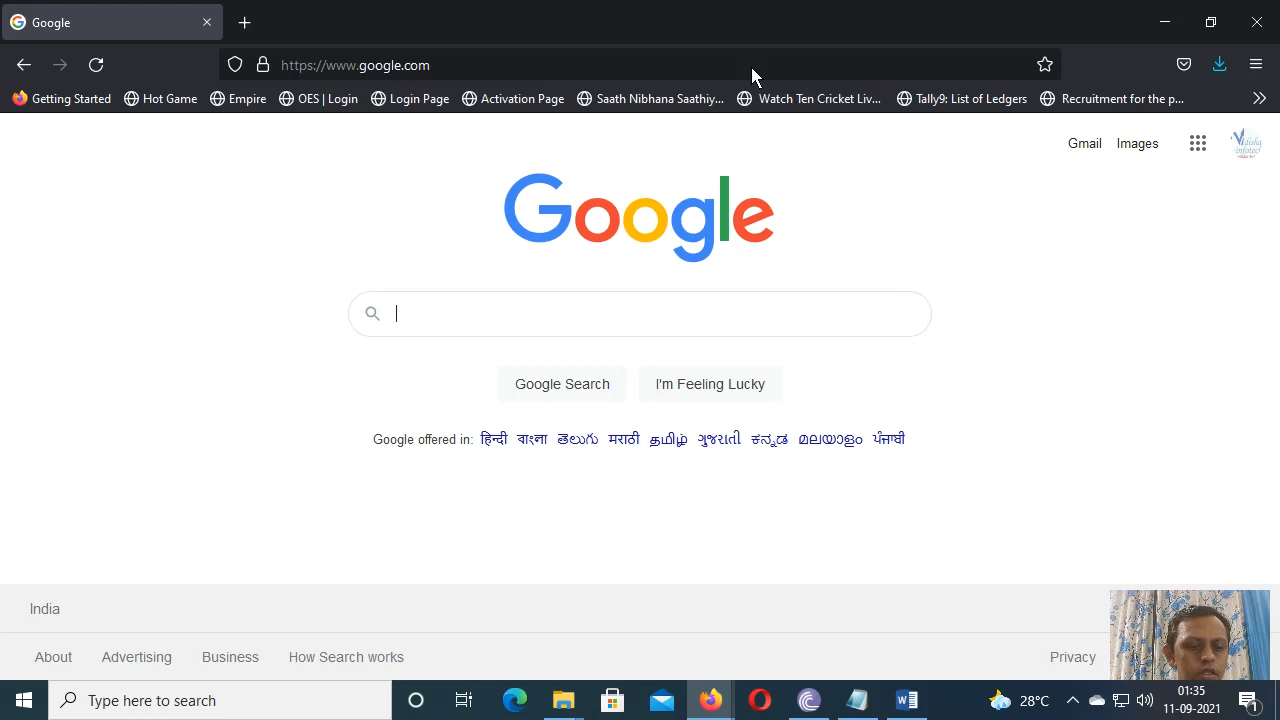 Google
https://www.google.com
Getting Started Hot Game Empire OES | Login Login Page Activation Page Saath Nibhana Saathiy... Watch Ten Cricket Liv... Tally9: List of Ledgers Recruitment for the p...
Gmail Images
Vidisha
infotech
Google
Google Search I'm Feeling Lucky
Google offered in: हिन्दी বাংলা తెలుగు मराठी தமிழ் ગુજરાતી ಕನ್ನಡ മലയാളം ਪੰਜਾਬੀ
India
About Advertising Business How Search works Privacy
Type here to search
28°C
01:35
11-09-2021
1